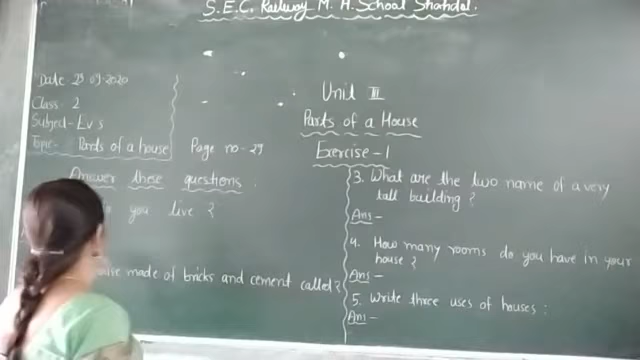 S.E.C. Railway M. H. School Shahdol.
Date 29 09-2020
Class- 2
Subject- Evs
Topic- Parts of a house
Page no- 29
Unit III
Parts of a House
Exercise-1
Answer these questions.
you live ?
made of bricks and cement called?
3. What are the two name of a very
tall building ?
Ans-
4. How many rooms do you have in your
house ?
Ans-
5. Write three uses of houses :
Ans-